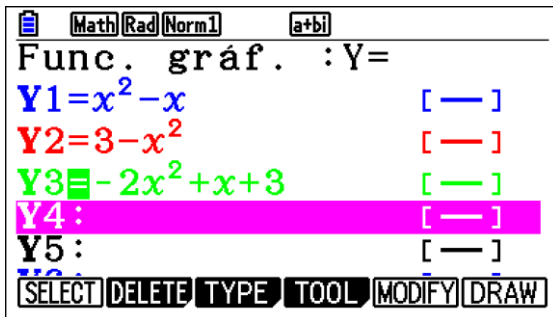 Math Rad Norm1 a+bi
Func. gráf. :Y=
Y1=x²−x [—]
Y2=3−x² [—]
Y3=−2x²+x+3 [—]
Y4: [—]
Y5: [—]
SELECT DELETE TYPE TOOL MODIFY DRAW